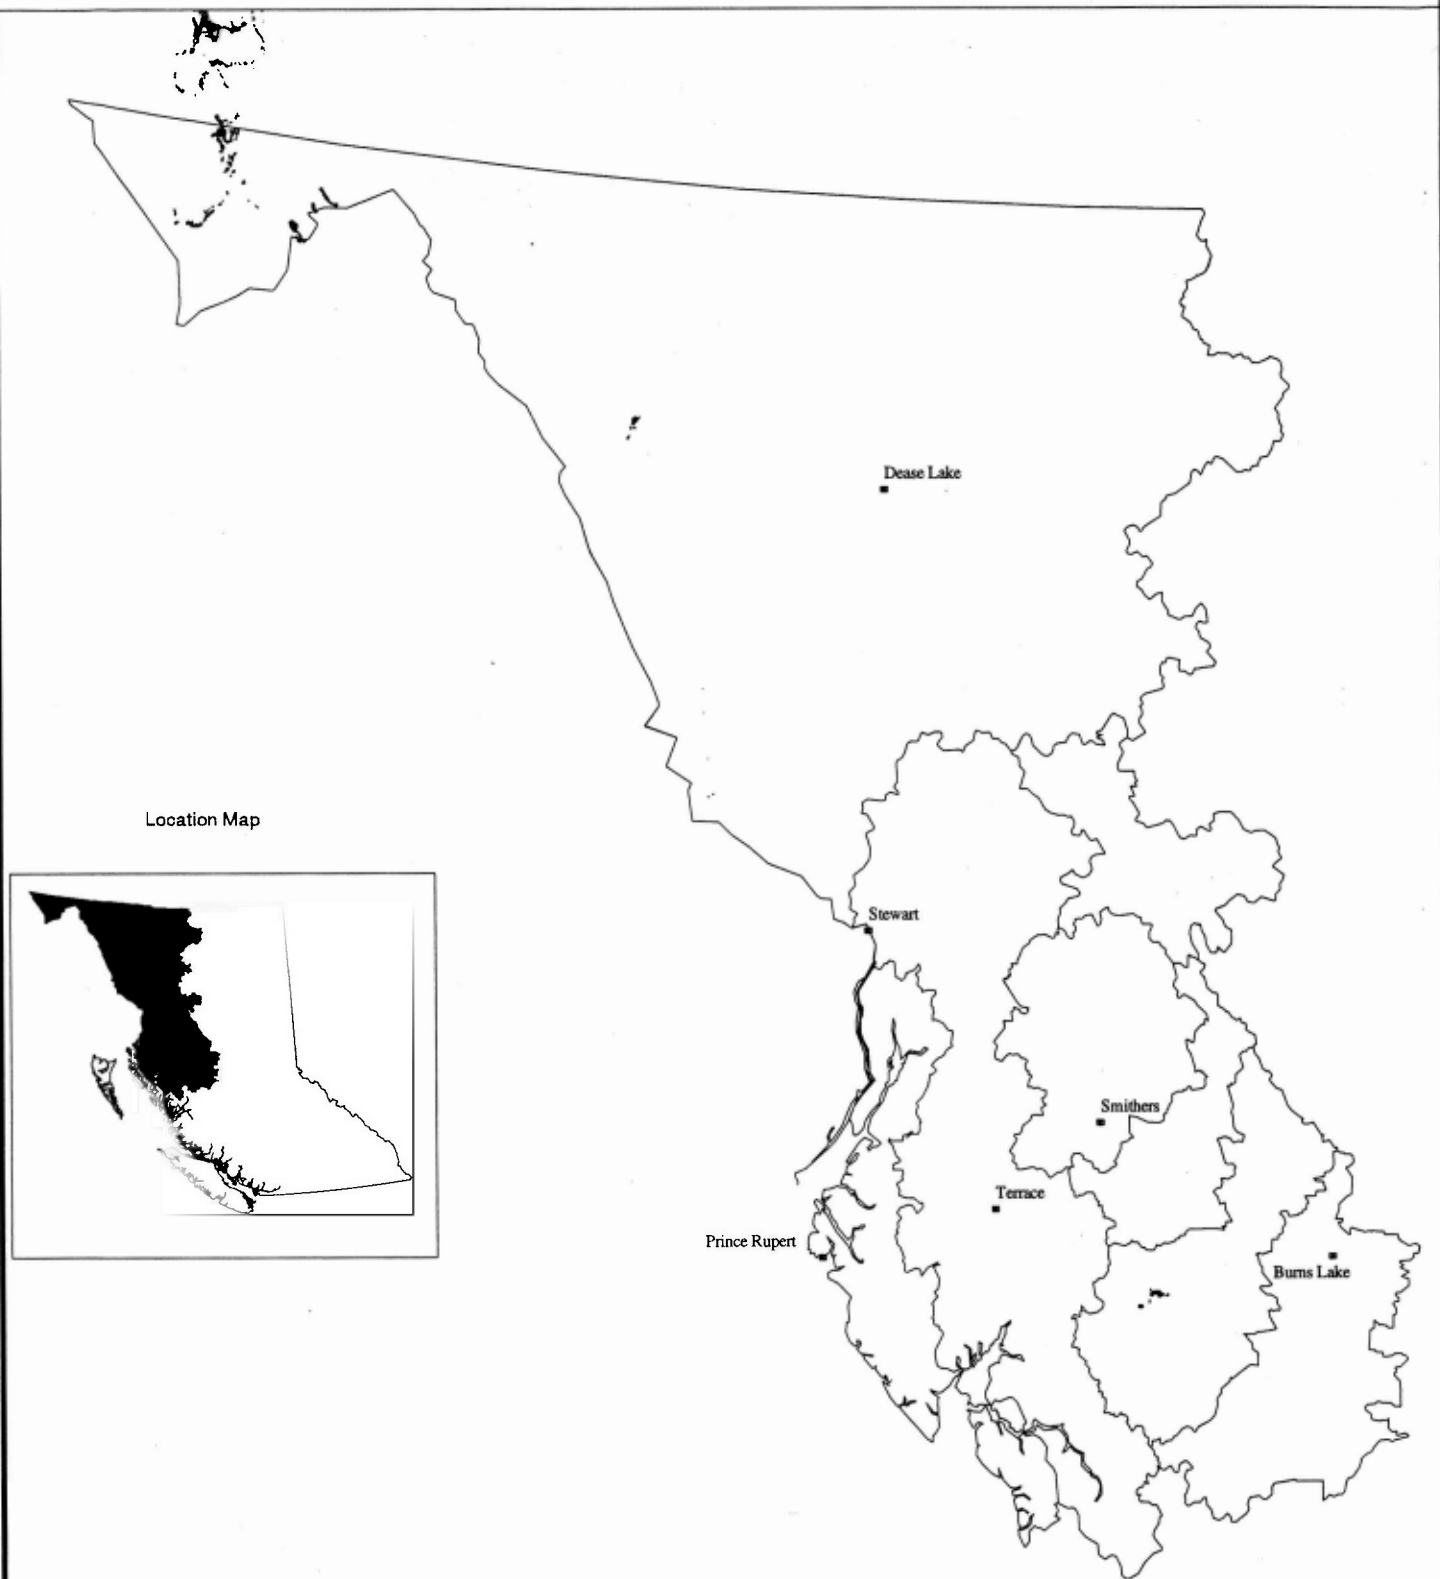 Dease Lake
Location Map
Stewart
Smithers
Terrace
Prince Rupert
Burns Lake